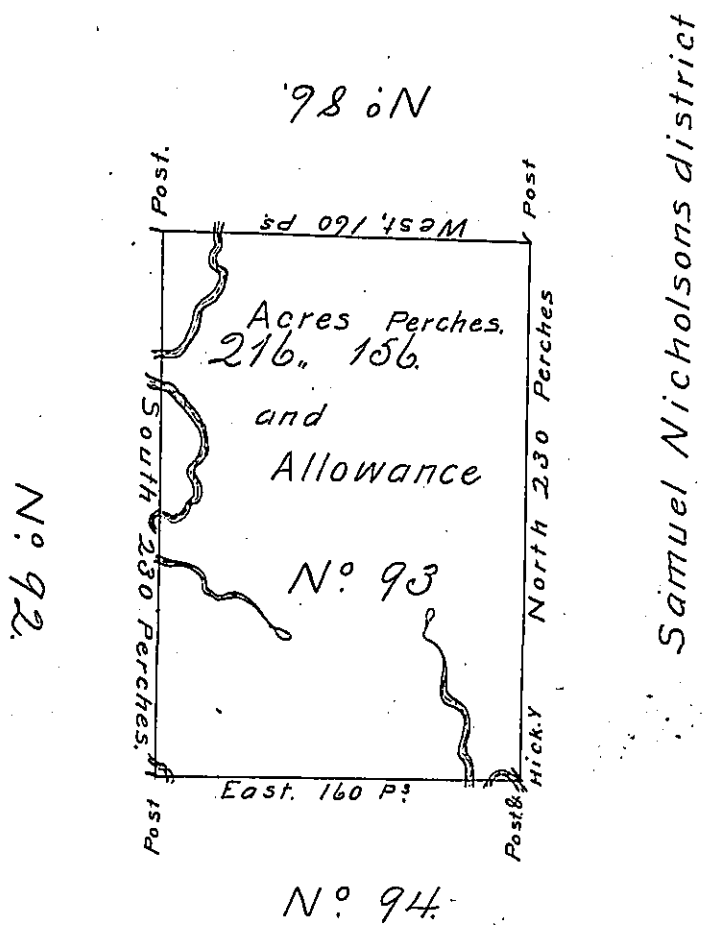 Nº 86.
Samuel Nicholsons district
Post.
Post
West, 160 ps
Acres Perches.
216,, 156.
and
Allowance
Nº 93
South 230 Perches.
North 230 Perches
Nº 92.
East. 160 Ps
Post
Post &
Hick.y
Nº 94.